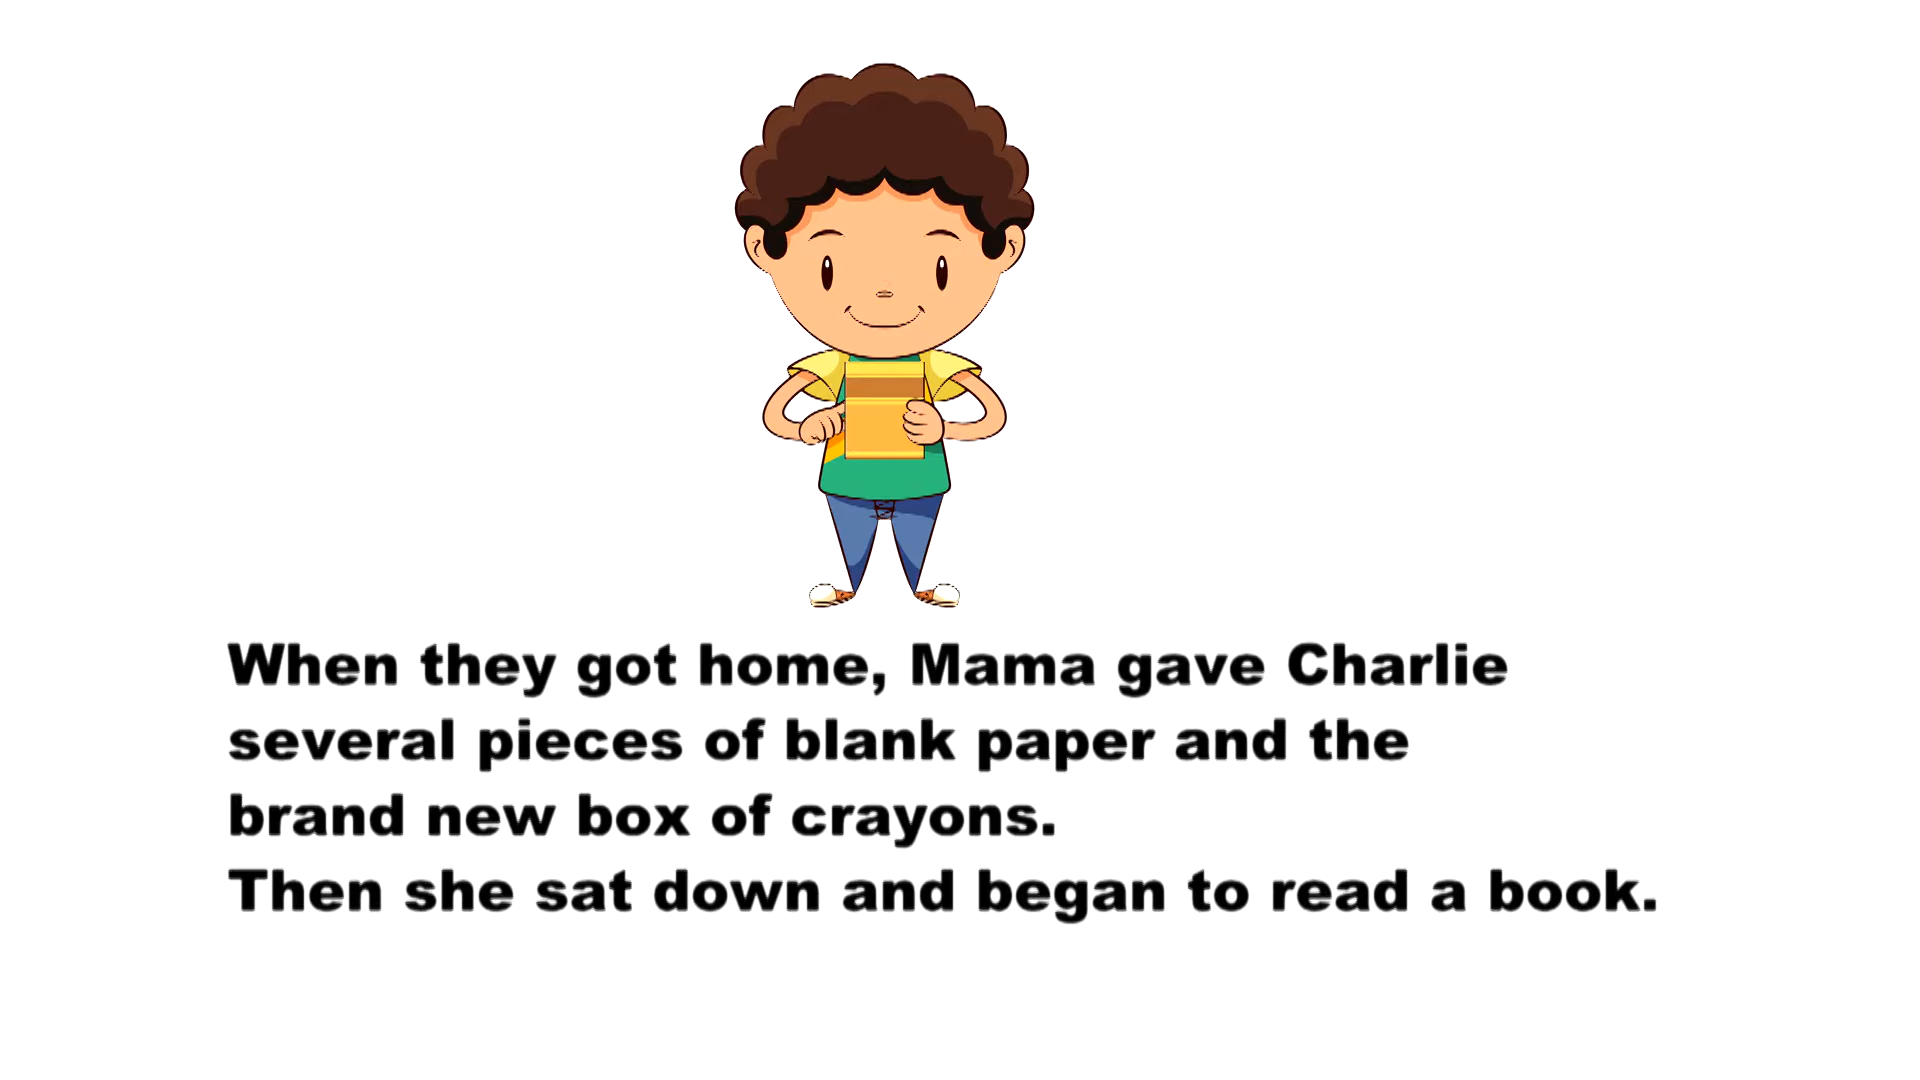 When they got home, Mama gave Charlie
several pieces of blank paper and the
brand new box of crayons.
Then she sat down and began to read a book.